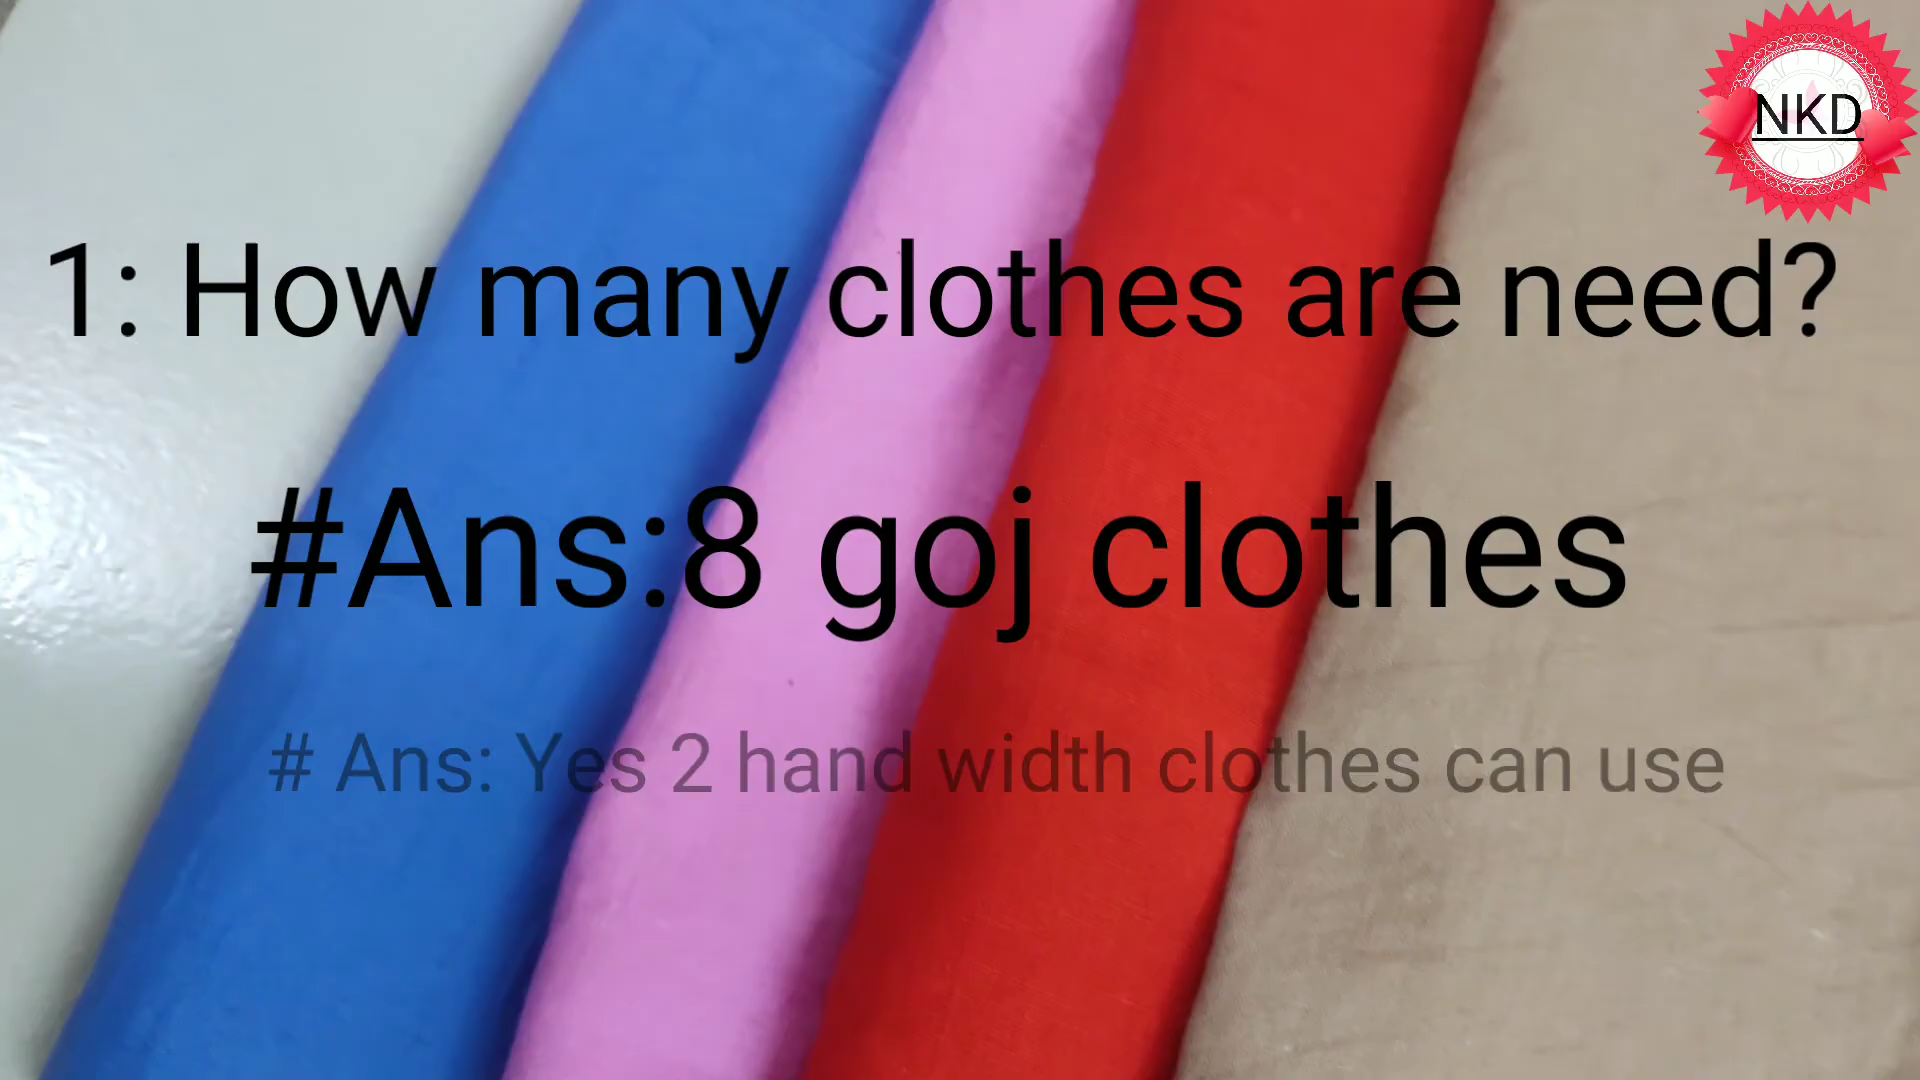 NKD
1: How many clothes are need?
#Ans:8 goj clothes
# Ans: Yes 2 hand width clothes can use